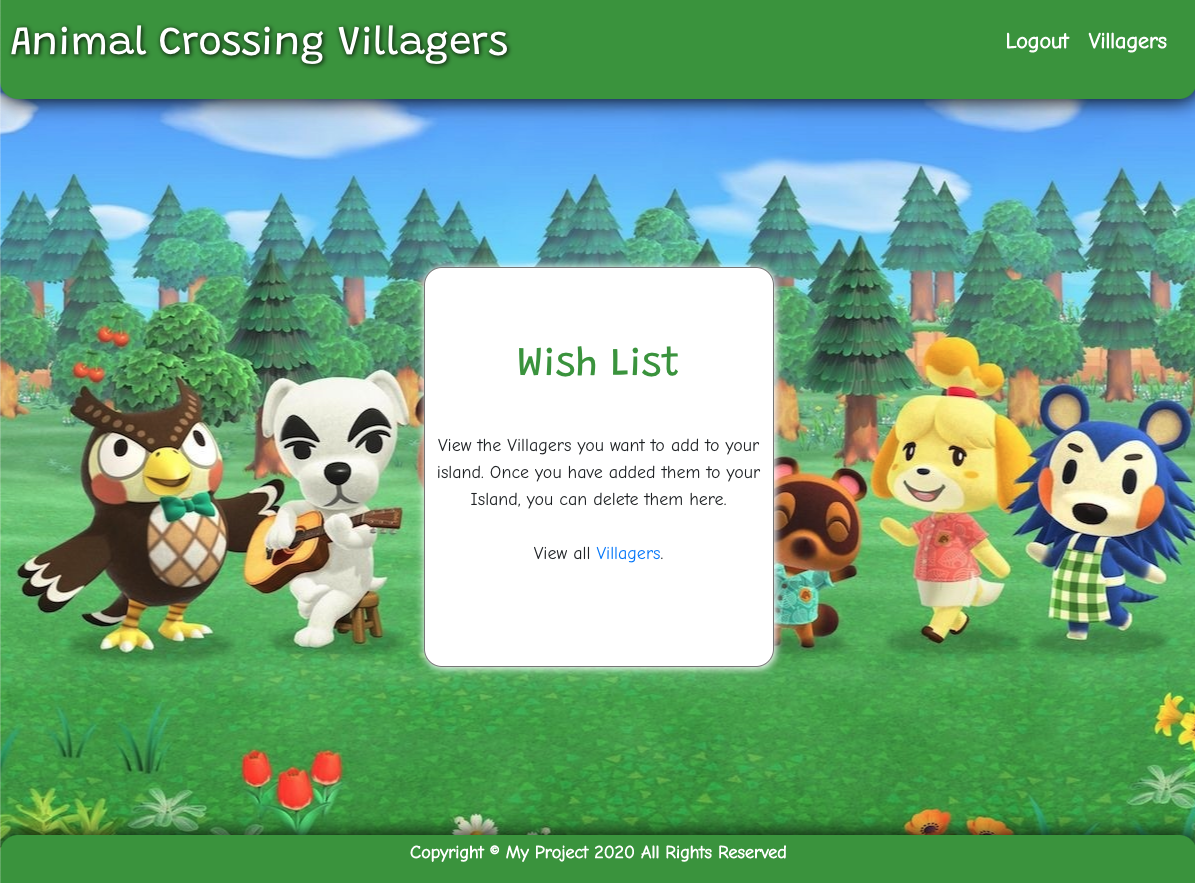 Animal Crossing Villagers
Logout Villagers
Wish List
View the Villagers you want to add to your
island. Once you have added them to your
Island, you can delete them here.
View all Villagers.
Copyright © My Project 2020 All Rights Reserved